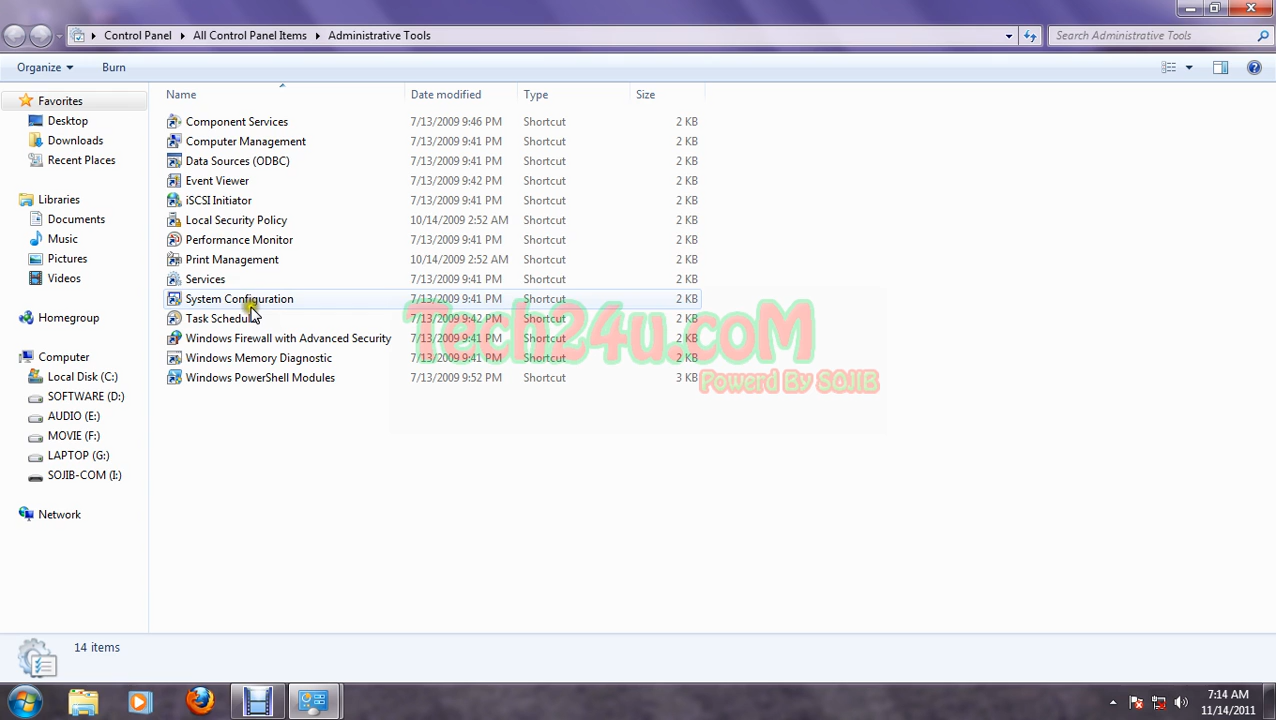 Control Panel All Control Panel Items Administrative Tools Search Administrative Tools
Organize Burn
Name Date modified Type Size
Favorites
Desktop
Downloads
Recent Places
Libraries
Documents
Music
Pictures
Videos
Homegroup
Computer
Local Disk (C:)
SOFTWARE (D:)
AUDIO (E:)
MOVIE (F:)
LAPTOP (G:)
SOJIB-COM (I:)
Network
Component Services 7/13/2009 9:46 PM Shortcut 2 KB
Computer Management 7/13/2009 9:41 PM Shortcut 2 KB
Data Sources (ODBC) 7/13/2009 9:41 PM Shortcut 2 KB
Event Viewer 7/13/2009 9:42 PM Shortcut 2 KB
iSCSI Initiator 7/13/2009 9:41 PM Shortcut 2 KB
Local Security Policy 10/14/2009 2:52 AM Shortcut 2 KB
Performance Monitor 7/13/2009 9:41 PM Shortcut 2 KB
Print Management 10/14/2009 2:52 AM Shortcut 2 KB
Services 7/13/2009 9:41 PM Shortcut 2 KB
System Configuration 7/13/2009 9:41 PM Shortcut 2 KB
Task Scheduler 7/13/2009 9:42 PM Shortcut 2 KB
Windows Firewall with Advanced Security 7/13/2009 9:41 PM Shortcut 2 KB
Windows Memory Diagnostic 7/13/2009 9:41 PM Shortcut 2 KB
Windows PowerShell Modules 7/13/2009 9:52 PM Shortcut 3 KB
Tech24u.coM
Powerd By SOJIB
14 items
7:14 AM
11/14/2011